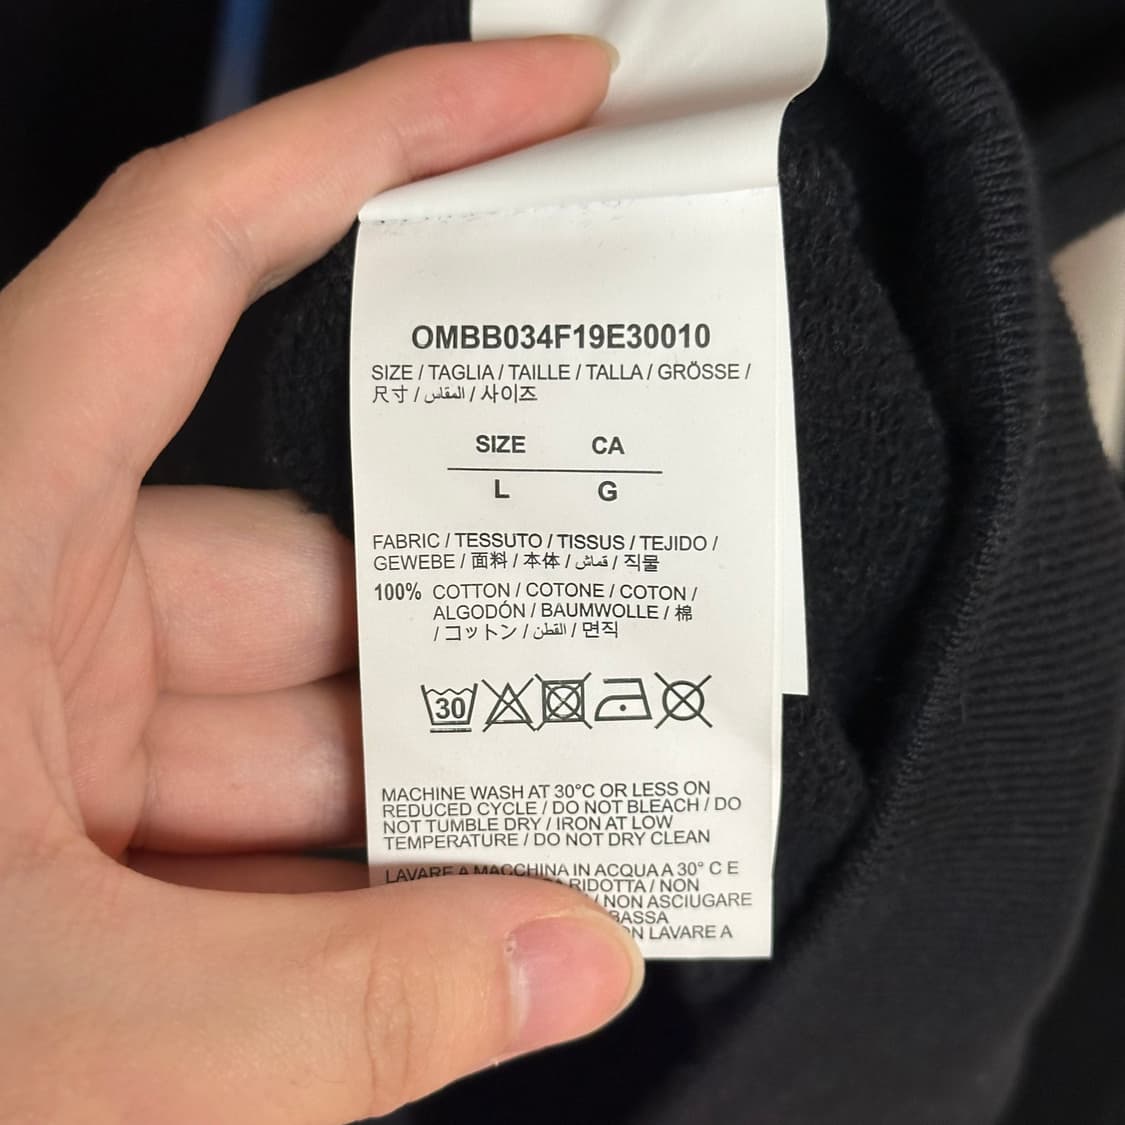 OMBB034F19E30010
SIZE / TAGLIA / TAILLE / TALLA / GRÖSSE /
尺寸 / المقاس / 사이즈
SIZE CA
L G
FABRIC / TESSUTO / TISSUS / TEJIDO /
GEWEBE / 面料 / 本体 / قماش / 직물
100% COTTON / COTONE / COTON /
ALGODÓN / BAUMWOLLE / 棉
/ コットン / القطن / 면직
30
MACHINE WASH AT 30°C OR LESS ON
REDUCED CYCLE / DO NOT BLEACH / DO
NOT TUMBLE DRY / IRON AT LOW
TEMPERATURE / DO NOT DRY CLEAN
LAVARE A MACCHINA IN ACQUA A 30° C E
RIDOTTA / NON
/ NON ASCIUGARE
BASSA
LAVARE A